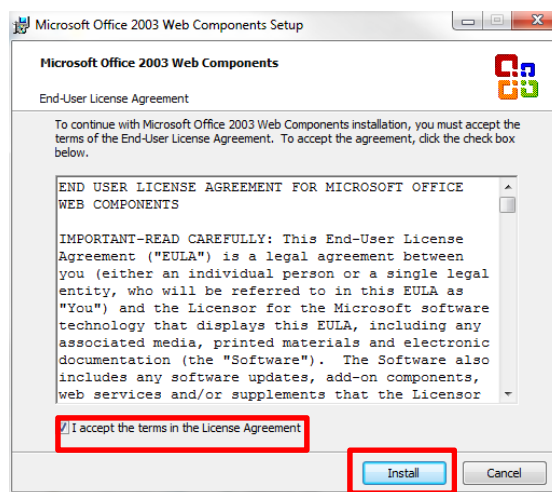 Microsoft Office 2003 Web Components Setup
Microsoft Office 2003 Web Components
End-User License Agreement
To continue with Microsoft Office 2003 Web Components installation, you must accept the
terms of the End-User License Agreement. To accept the agreement, click the check box
below.
END USER LICENSE AGREEMENT FOR MICROSOFT OFFICE
WEB COMPONENTS
IMPORTANT-READ CAREFULLY: This End-User License
Agreement ("EULA") is a legal agreement between
you (either an individual person or a single legal
entity, who will be referred to in this EULA as
"You") and the Licensor for the Microsoft software
technology that displays this EULA, including any
associated media, printed materials and electronic
documentation (the "Software").  The Software also
includes any software updates, add-on components,
web services and/or supplements that the Licensor
I accept the terms in the License Agreement
Install
Cancel